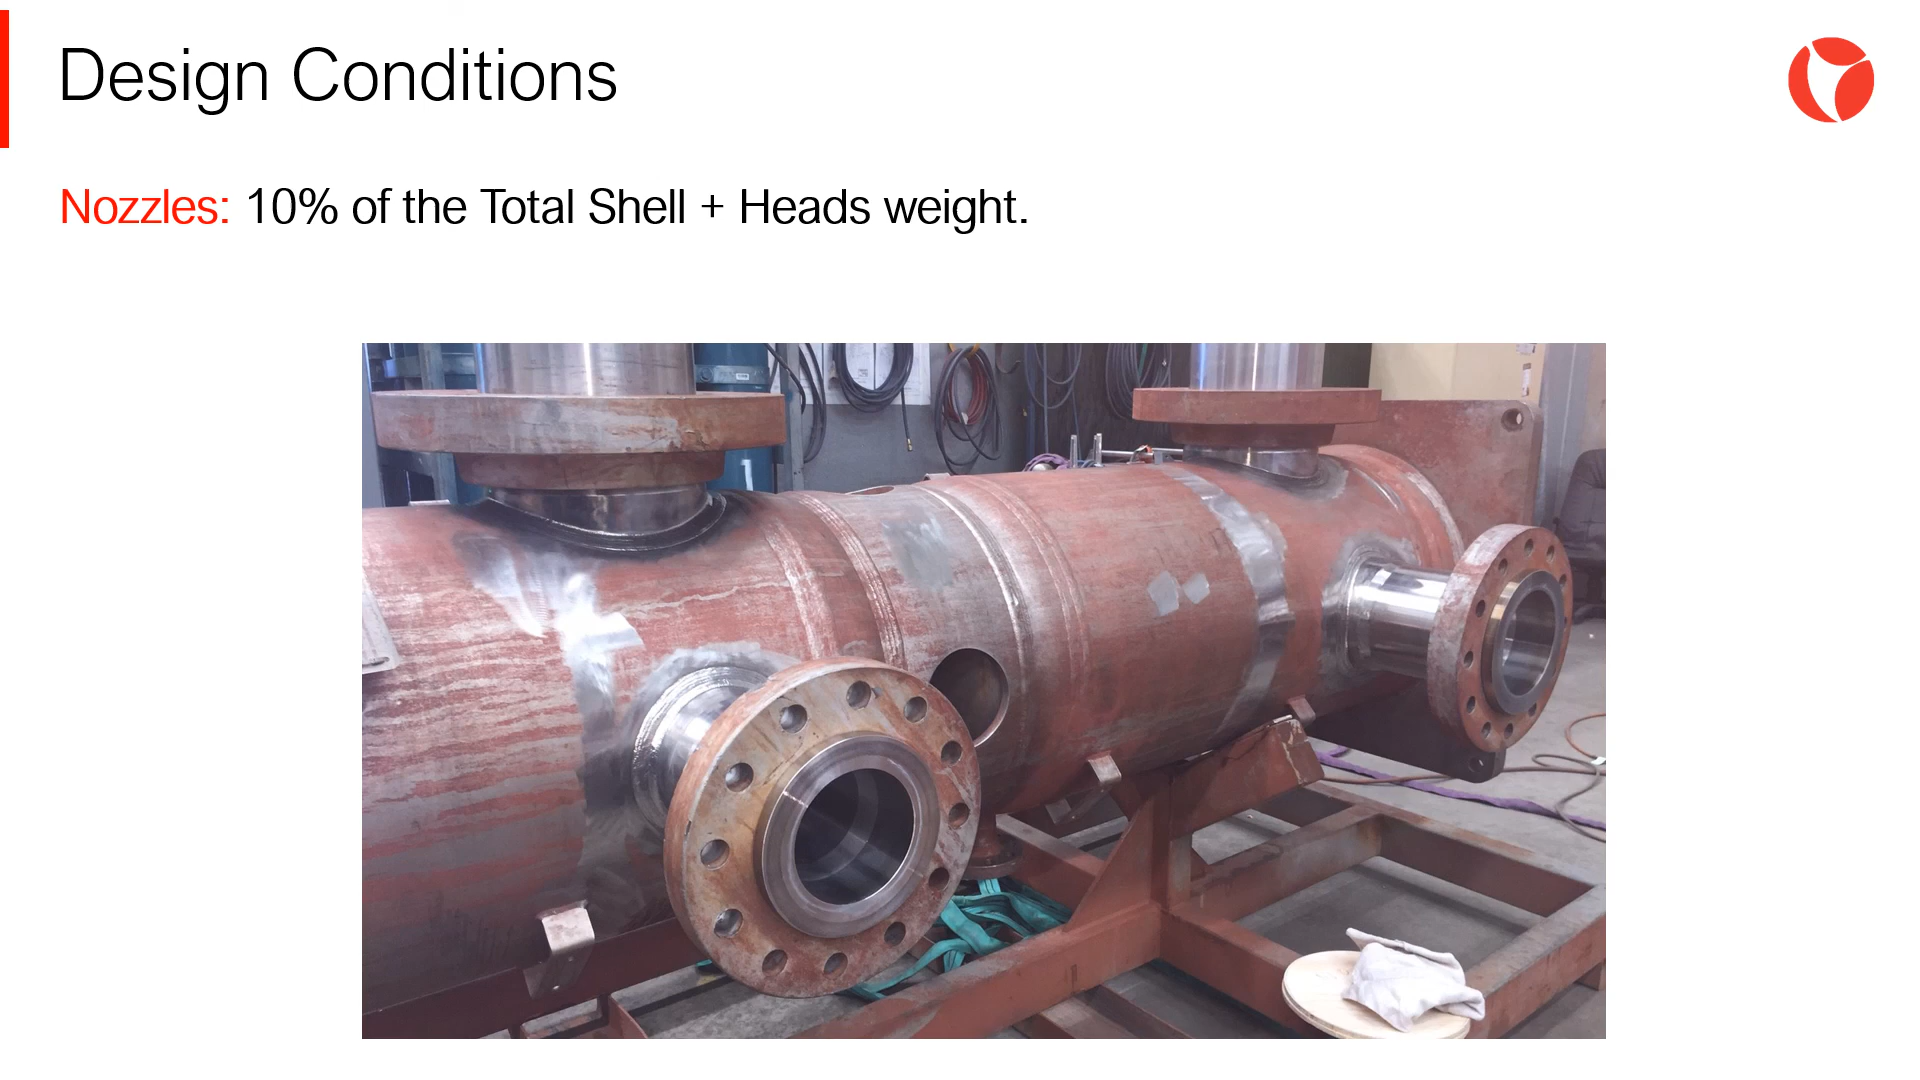 Design Conditions
Nozzles: 10% of the Total Shell + Heads weight.